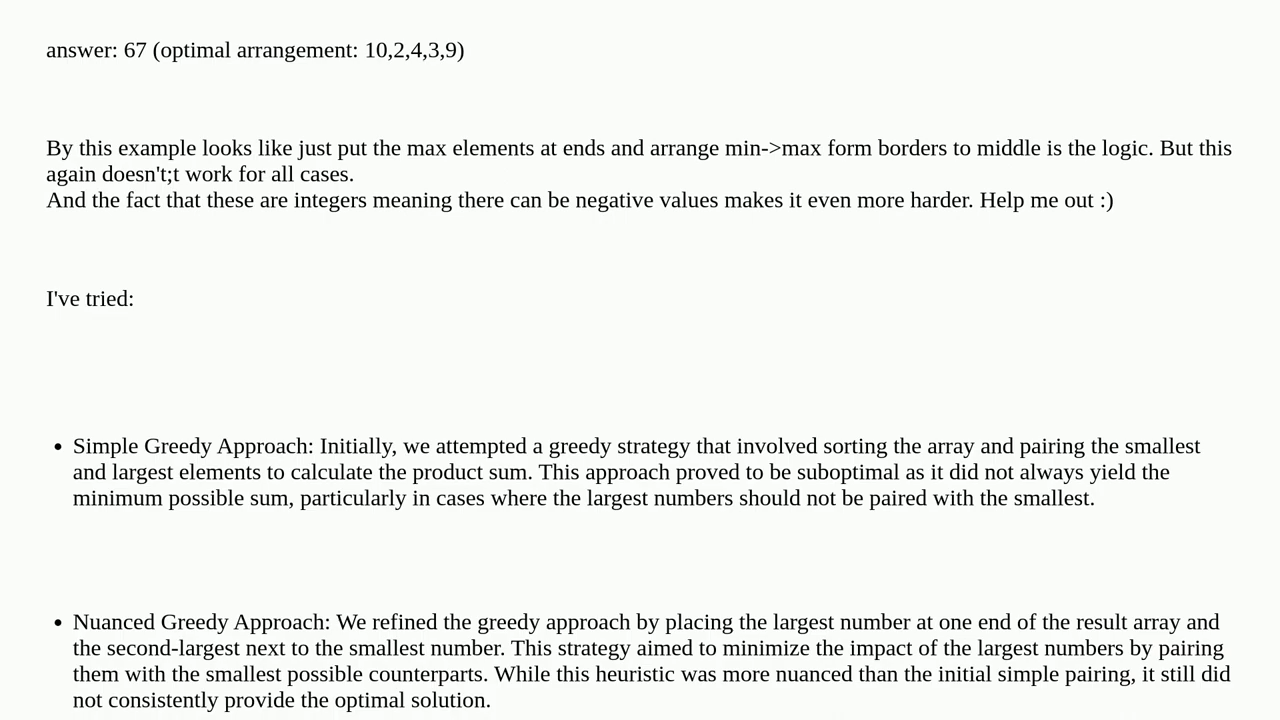 answer: 67 (optimal arrangement: 10,2,4,3,9)
By this example looks like just put the max elements at ends and arrange min->max form borders to middle is the logic. But this
again doesn't;t work for all cases.
And the fact that these are integers meaning there can be negative values makes it even more harder. Help me out :)
I've tried:
• Simple Greedy Approach: Initially, we attempted a greedy strategy that involved sorting the array and pairing the smallest
and largest elements to calculate the product sum. This approach proved to be suboptimal as it did not always yield the
minimum possible sum, particularly in cases where the largest numbers should not be paired with the smallest.
• Nuanced Greedy Approach: We refined the greedy approach by placing the largest number at one end of the result array and
the second-largest next to the smallest number. This strategy aimed to minimize the impact of the largest numbers by pairing
them with the smallest possible counterparts. While this heuristic was more nuanced than the initial simple pairing, it still did
not consistently provide the optimal solution.